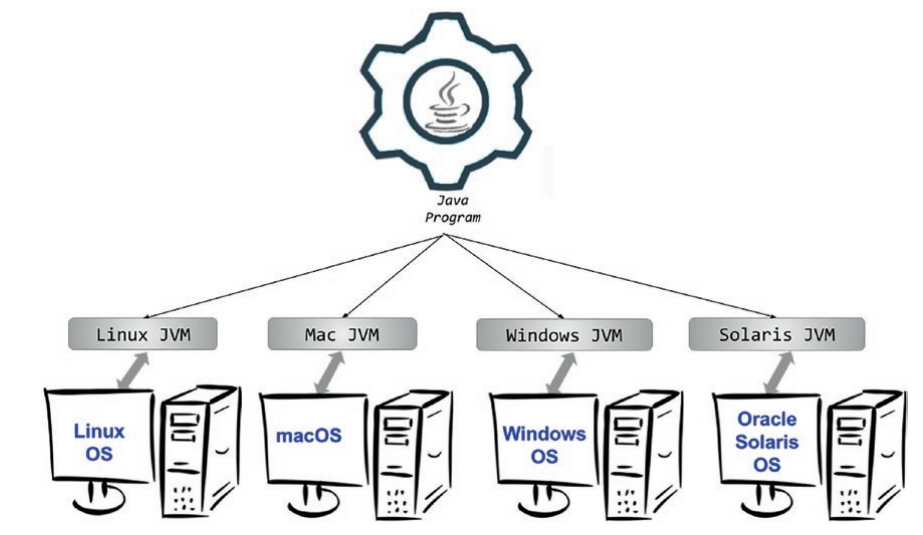 Java
Program
Linux JVM
Mac JVM
Windows JVM
Solaris JVM
Linux
OS
macOS
Windows
OS
Oracle
Solaris
OS